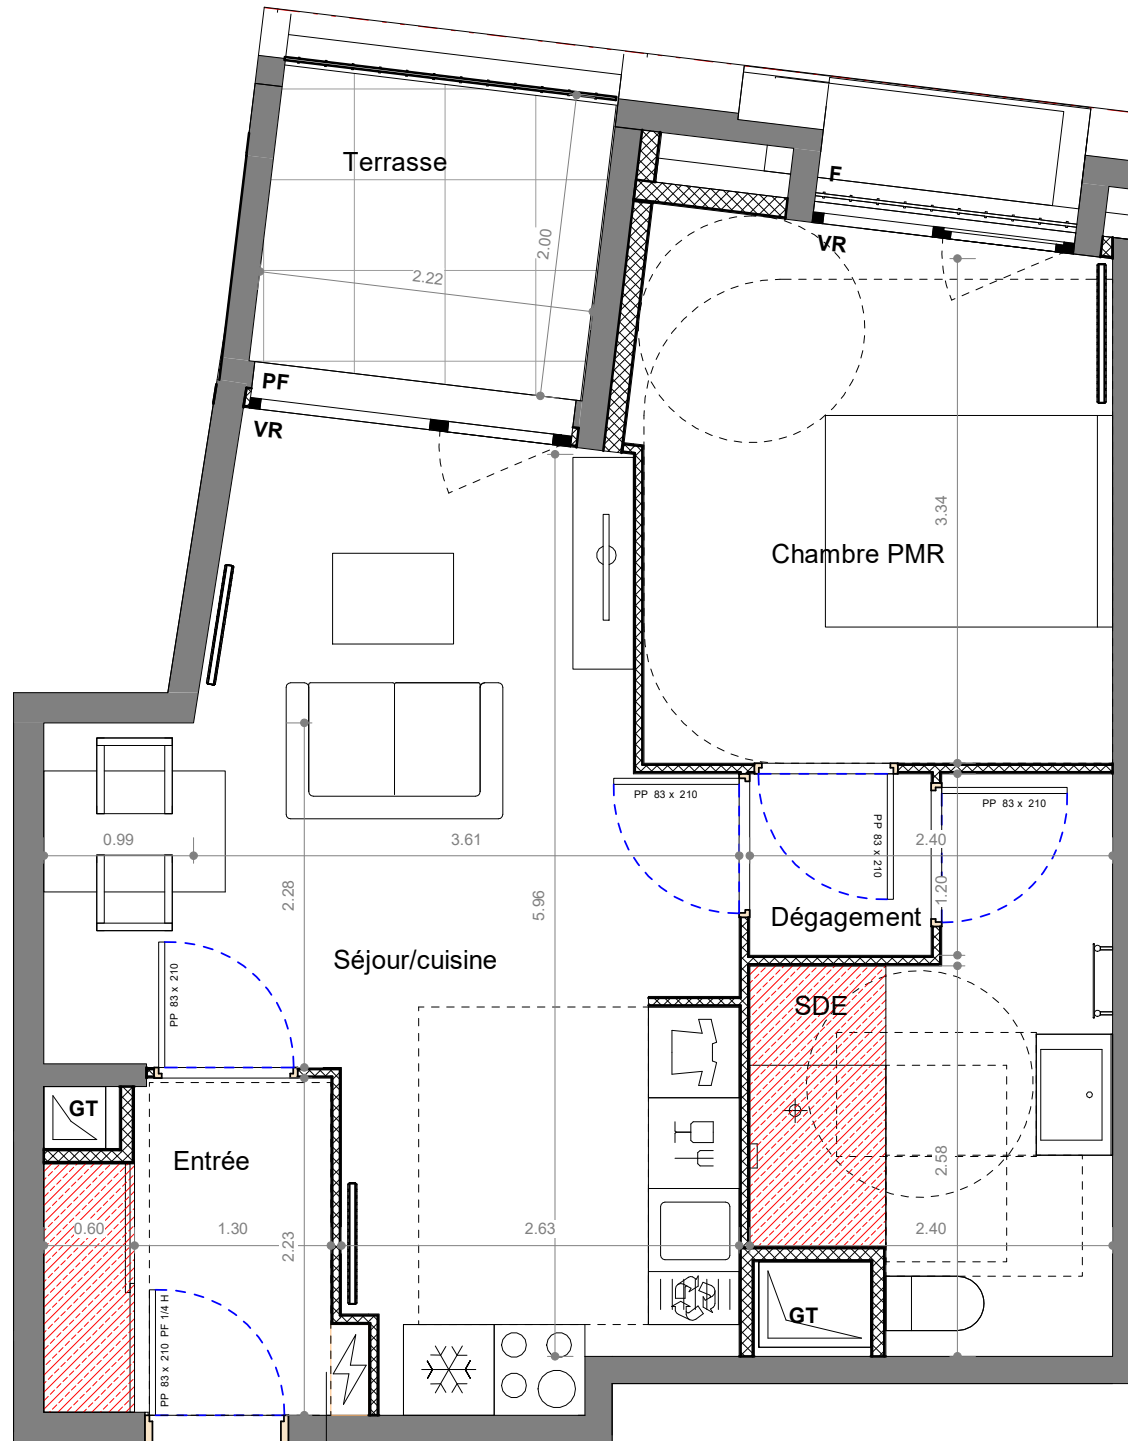 Terrasse
F
VR
2.00
2.22
PF
VR
3.34
Chambre PMR
PP 83 x 210
PP 83 x 210
PP 83 x 210
0.99
3.61
2.40
2.28
5.96
1.20
Dégagement
Séjour/cuisine
PP 83 x 210
SDE
GT
Entrée
2.58
0.60
1.30
2.23
2.63
2.40
PP 83 x 210 PF 1/4 H
GT